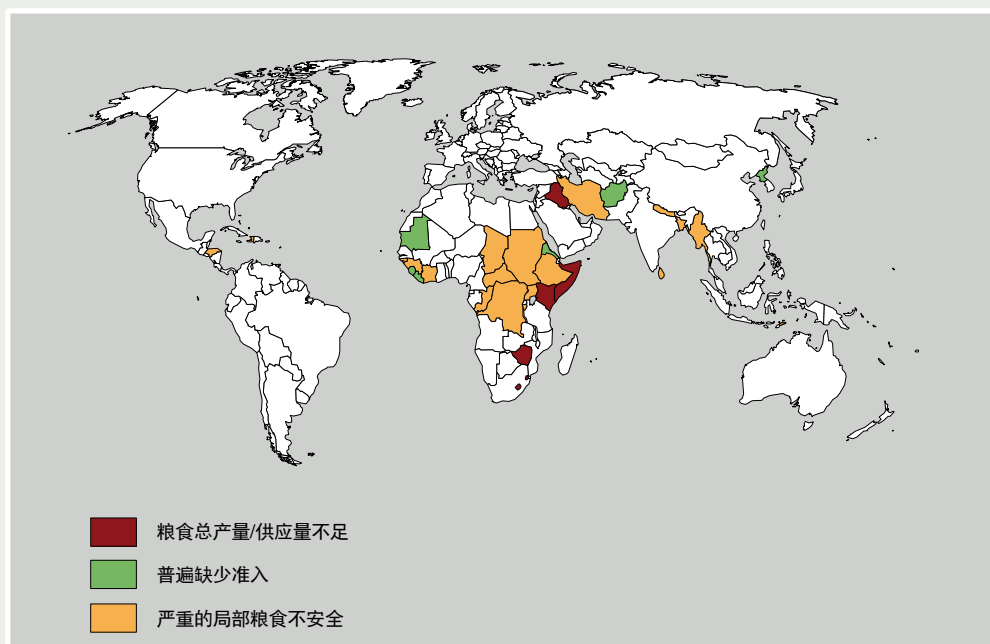 粮食总产量/供应量不足
普遍缺少准入
严重的局部粮食不安全